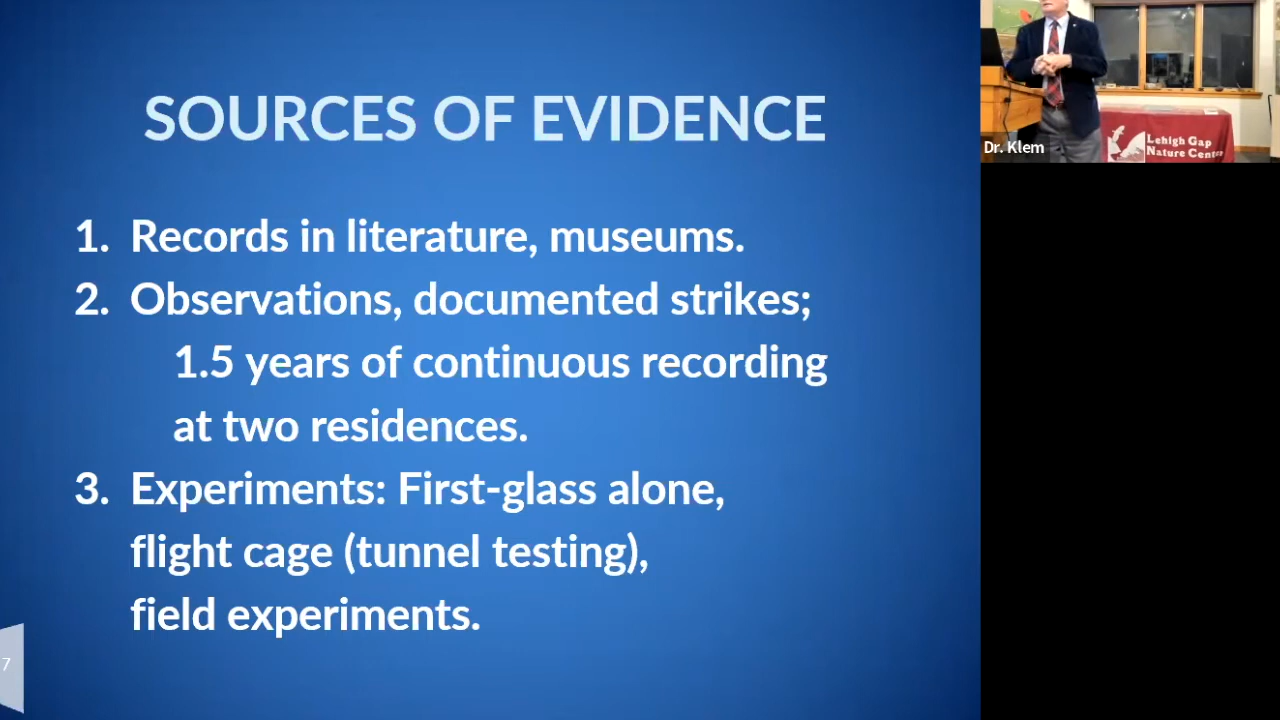 SOURCES OF EVIDENCE
1. Records in literature, museums.
2. Observations, documented strikes;
1.5 years of continuous recording
at two residences.
3. Experiments: First-glass alone,
flight cage (tunnel testing),
field experiments.
7
Dr. Klem
Lehigh Gap
Nature Center